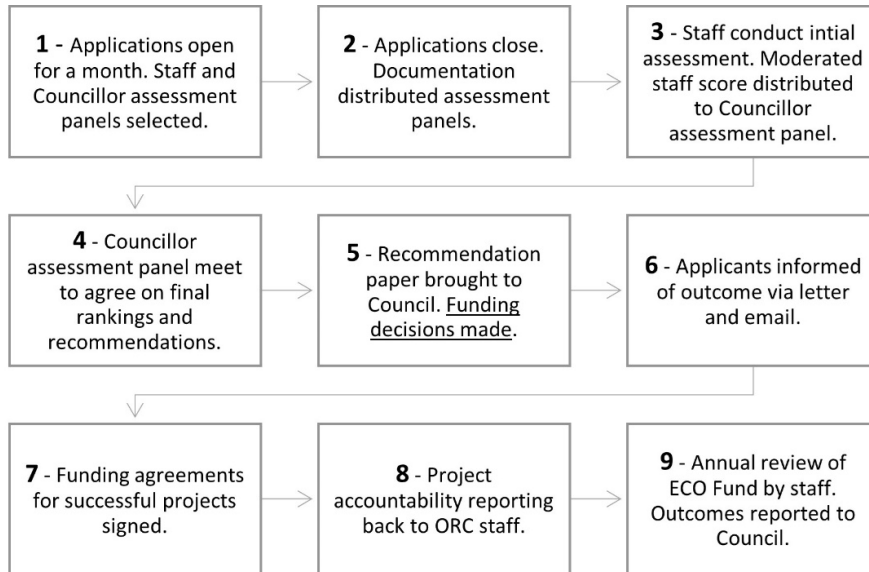 1 - Applications open
for a month. Staff and
Councillor assessment
panels selected.
2 - Applications close.
Documentation
distributed assessment
panels.
3 - Staff conduct intial
assessment. Moderated
staff score distributed
to Councillor
assessment panel.
4 - Councillor
assessment panel meet
to agree on final
rankings and
recommendations.
5 - Recommendation
paper brought to
Council. Funding
decisions made.
6 - Applicants informed
of outcome via letter
and email.
7 - Funding agreements
for successful projects
signed.
8 - Project
accountability reporting
back to ORC staff.
9 - Annual review of
ECO Fund by staff.
Outcomes reported to
Council.